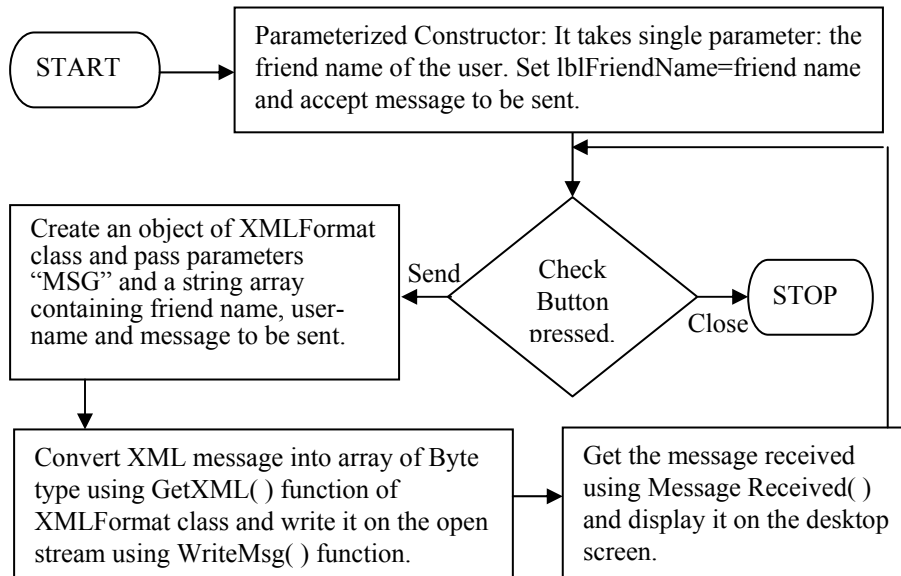 START
Parameterized Constructor: It takes single parameter: the
friend name of the user. Set lblFriendName=friend name
and accept message to be sent.
Check
Button
pressed.
Send
Close
STOP
Create an object of XMLFormat
class and pass parameters
“MSG” and a string array
containing friend name, user-
name and message to be sent.
Convert XML message into array of Byte
type using GetXML( ) function of
XMLFormat class and write it on the open
stream using WriteMsg( ) function.
Get the message received
using Message Received( )
and display it on the desktop
screen.